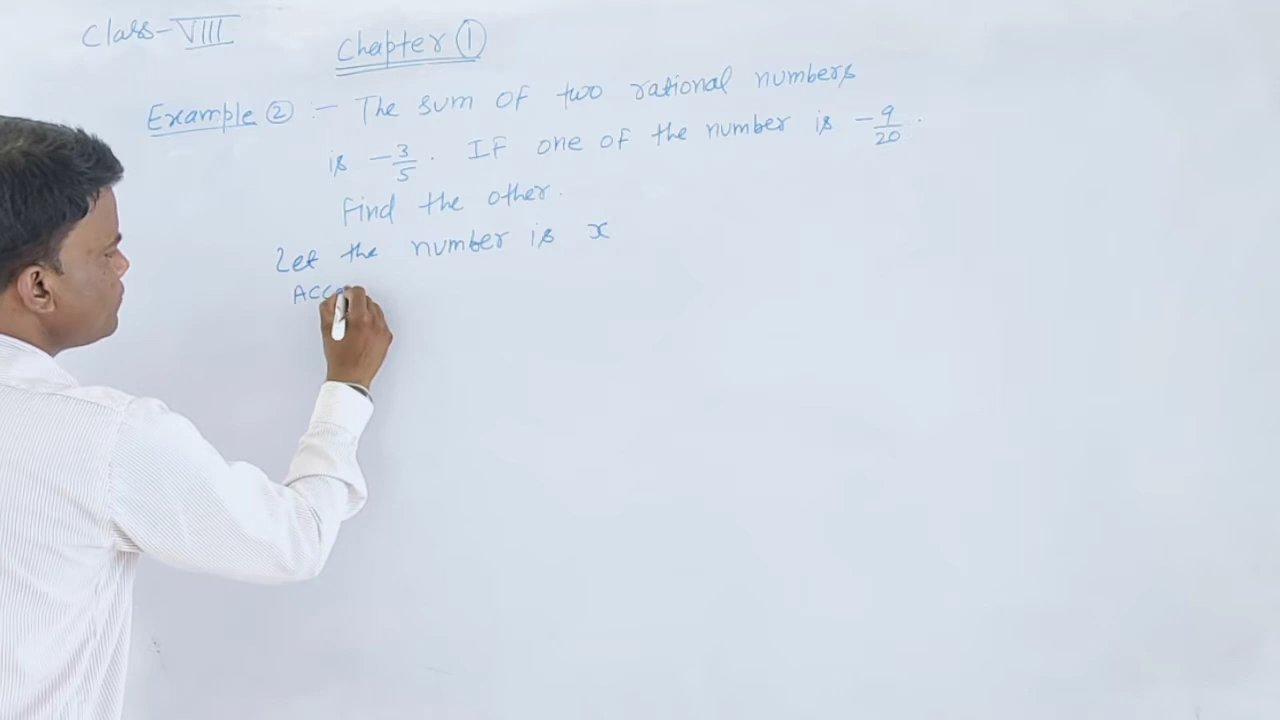 Class-VIII
Chapter ①
Example ② :- The sum of two rational numbers
is -3/5. If one of the number is -9/20.
Find the other.
Let the number is x